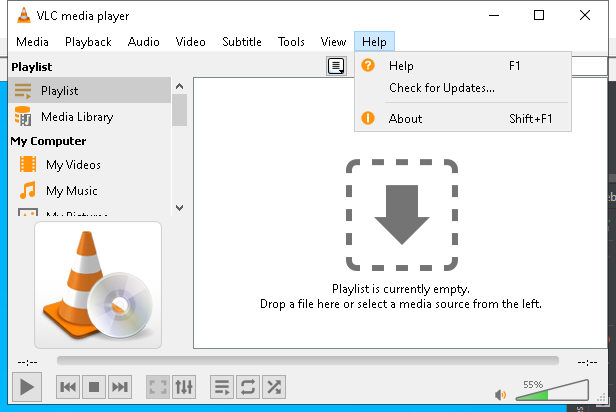 VLC media player
Media Playback Audio Video Subtitle Tools View Help
Playlist
Playlist
Media Library
My Computer
My Videos
My Music
Help F1
Check for Updates...
About Shift+F1
Playlist is currently empty.
Drop a file here or select a media source from the left.
--:-- --:--
55%